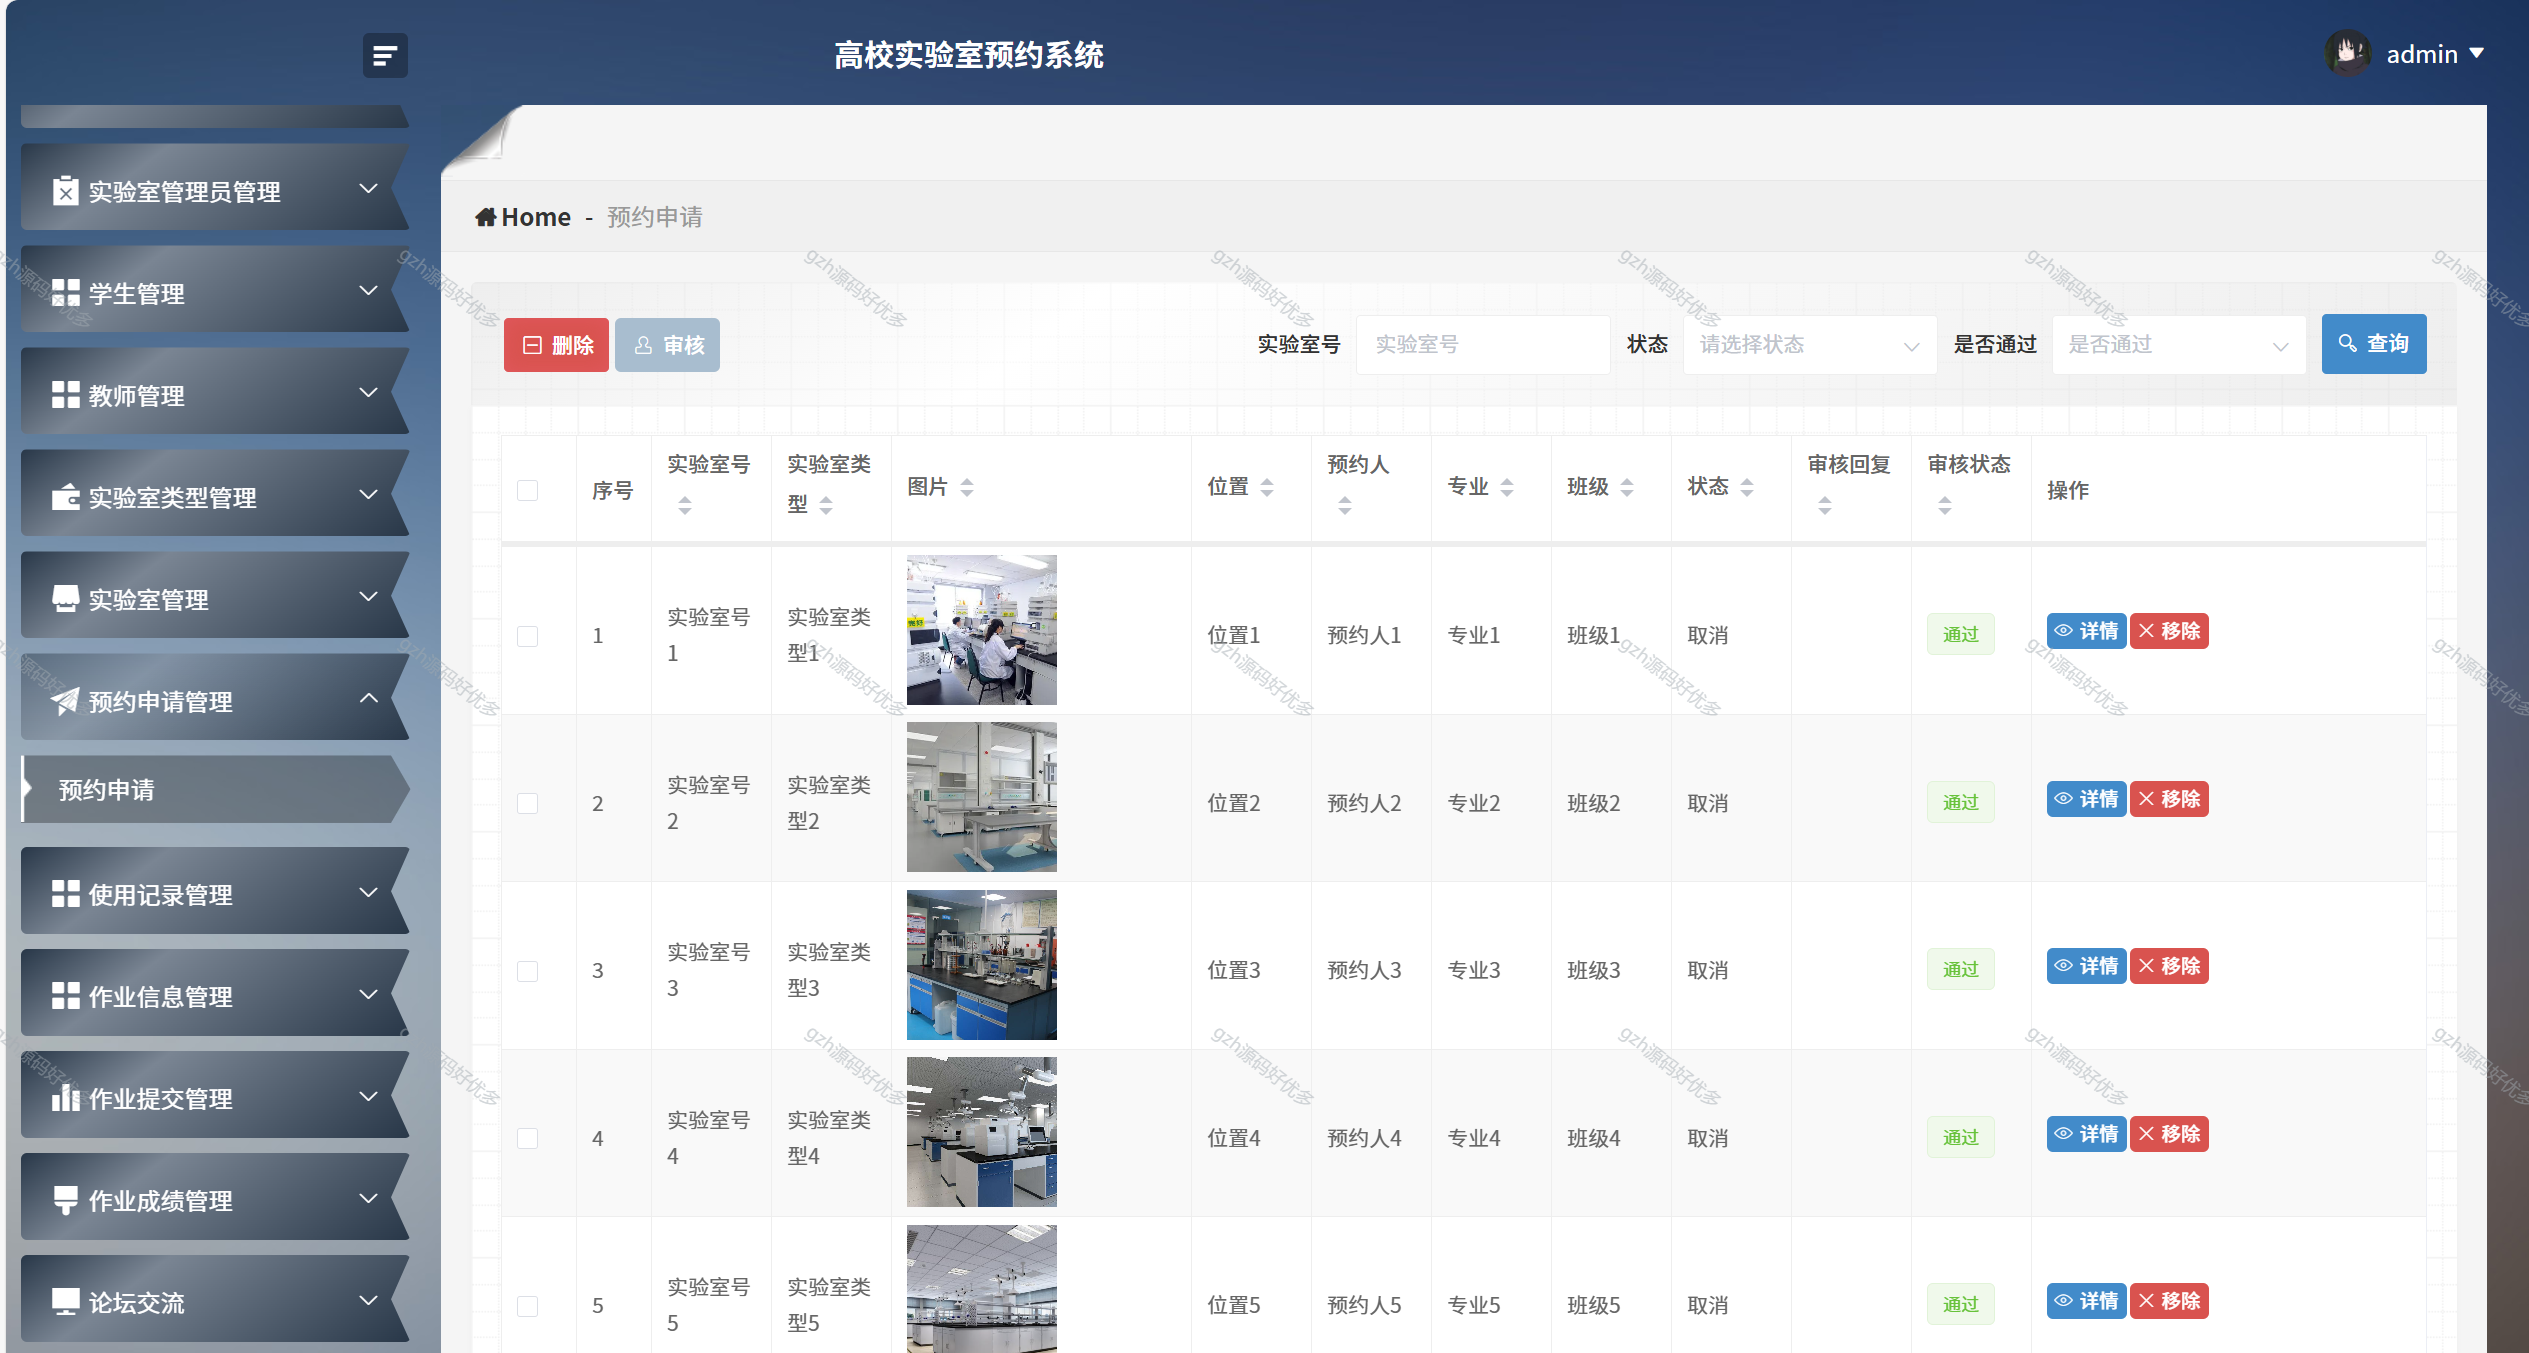 高校实验室预约系统
admin
实验室管理员管理
学生管理
教师管理
实验室类型管理
实验室管理
预约申请管理
预约申请
使用记录管理
作业信息管理
作业提交管理
作业成绩管理
论坛交流
Home - 预约申请
删除 审核 实验室号 实验室号 状态 请选择状态 是否通过 是否通过 查询
序号 实验室号 实验室类型 图片 位置 预约人 专业 班级 状态 审核回复 审核状态 操作
1 实验室号1 实验室类型1 位置1 预约人1 专业1 班级1 取消 通过 详情 移除
2 实验室号2 实验室类型2 位置2 预约人2 专业2 班级2 取消 通过 详情 移除
3 实验室号3 实验室类型3 位置3 预约人3 专业3 班级3 取消 通过 详情 移除
4 实验室号4 实验室类型4 位置4 预约人4 专业4 班级4 取消 通过 详情 移除
5 实验室号5 实验室类型5 位置5 预约人5 专业5 班级5 取消 通过 详情 移除
gzh源码好优多